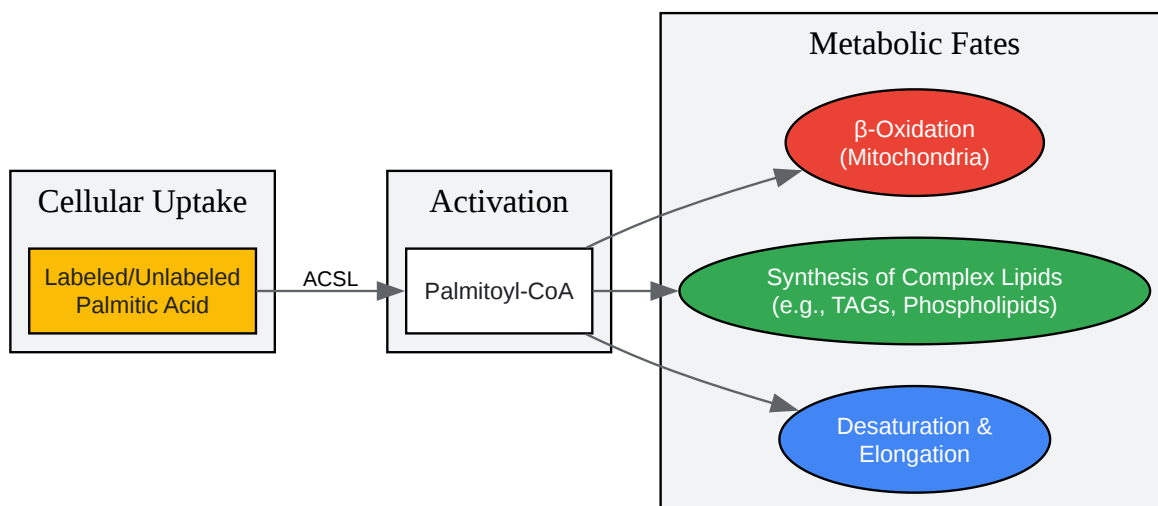 Cellular Uptake
Labeled/Unlabeled
Palmitic Acid
ACSL
Activation
Palmitoyl-CoA
Metabolic Fates
β-Oxidation
(Mitochondria)
Synthesis of Complex Lipids
(e.g., TAGs, Phospholipids)
Desaturation &
Elongation